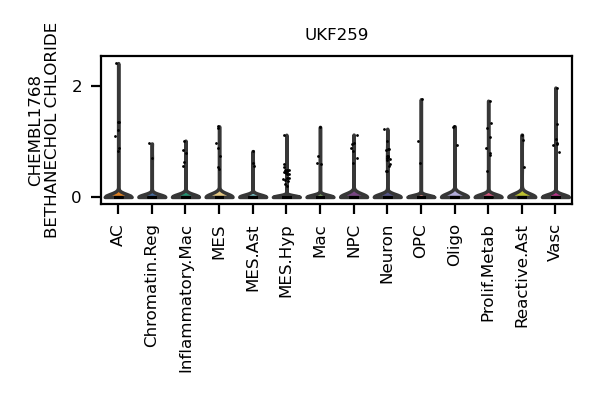 UKF259
CHEMBL1768
BETHANECHOL CHLORIDE
2
0
AC
Chromatin.Reg
Inflammatory.Mac
MES
MES.Ast
MES.Hyp
Mac
NPC
Neuron
OPC
Oligo
Prolif.Metab
Reactive.Ast
Vasc